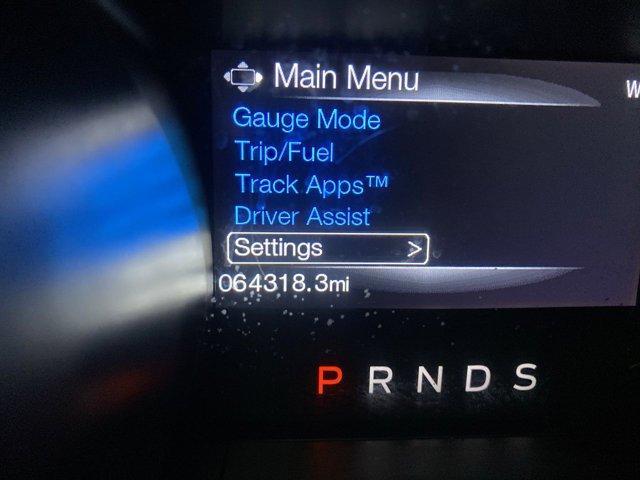 Main Menu
W
Gauge Mode
Trip/Fuel
Track Apps™
Driver Assist
Settings >
064318.3mi
P R N D S